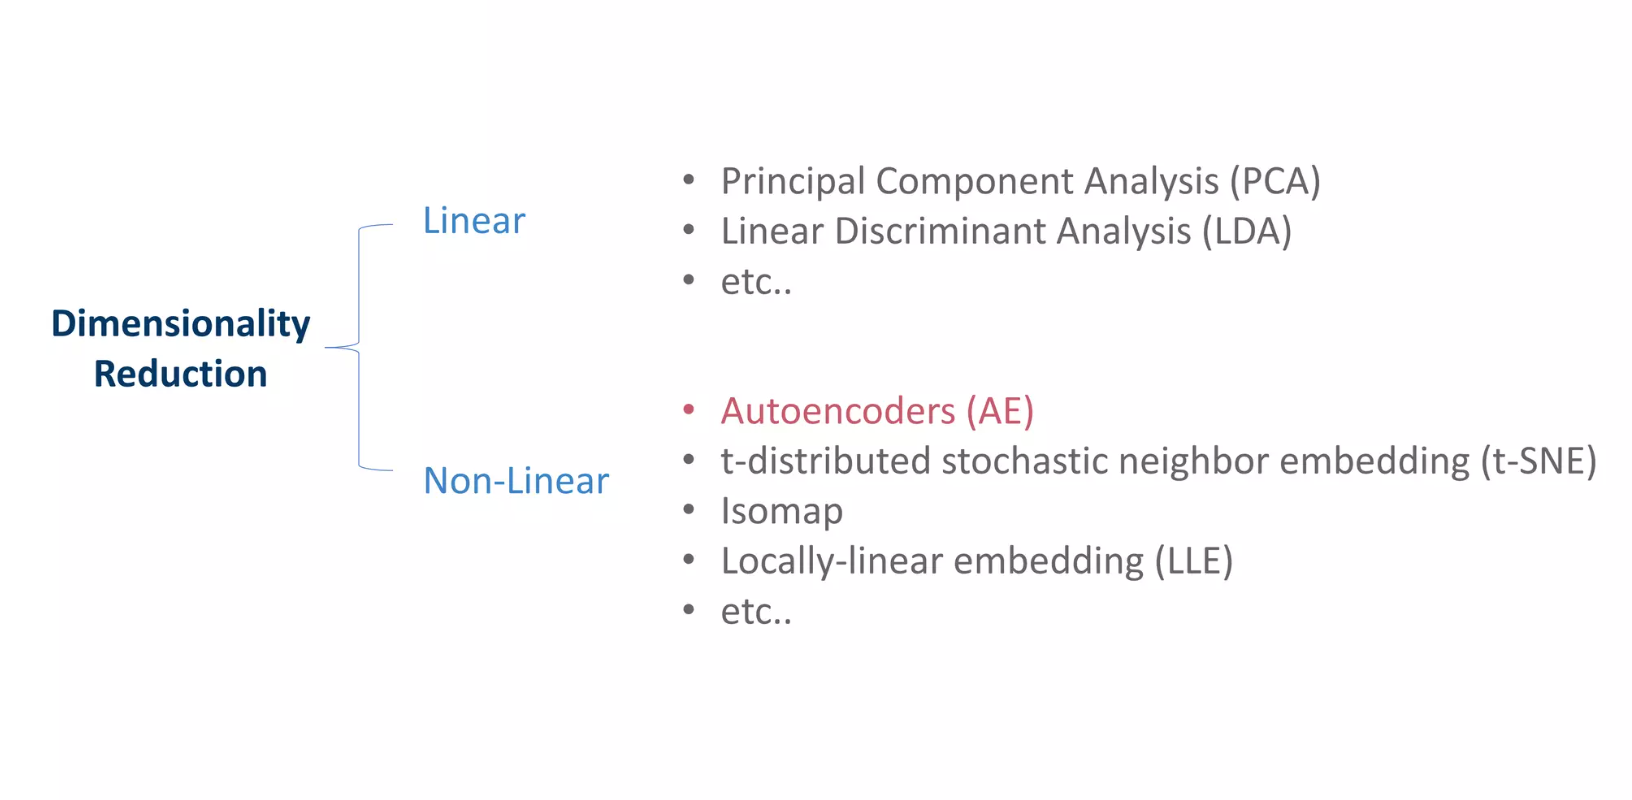 Dimensionality
Reduction
Linear
• Principal Component Analysis (PCA)
• Linear Discriminant Analysis (LDA)
• etc..
Non-Linear
• Autoencoders (AE)
• t-distributed stochastic neighbor embedding (t-SNE)
• Isomap
• Locally-linear embedding (LLE)
• etc..